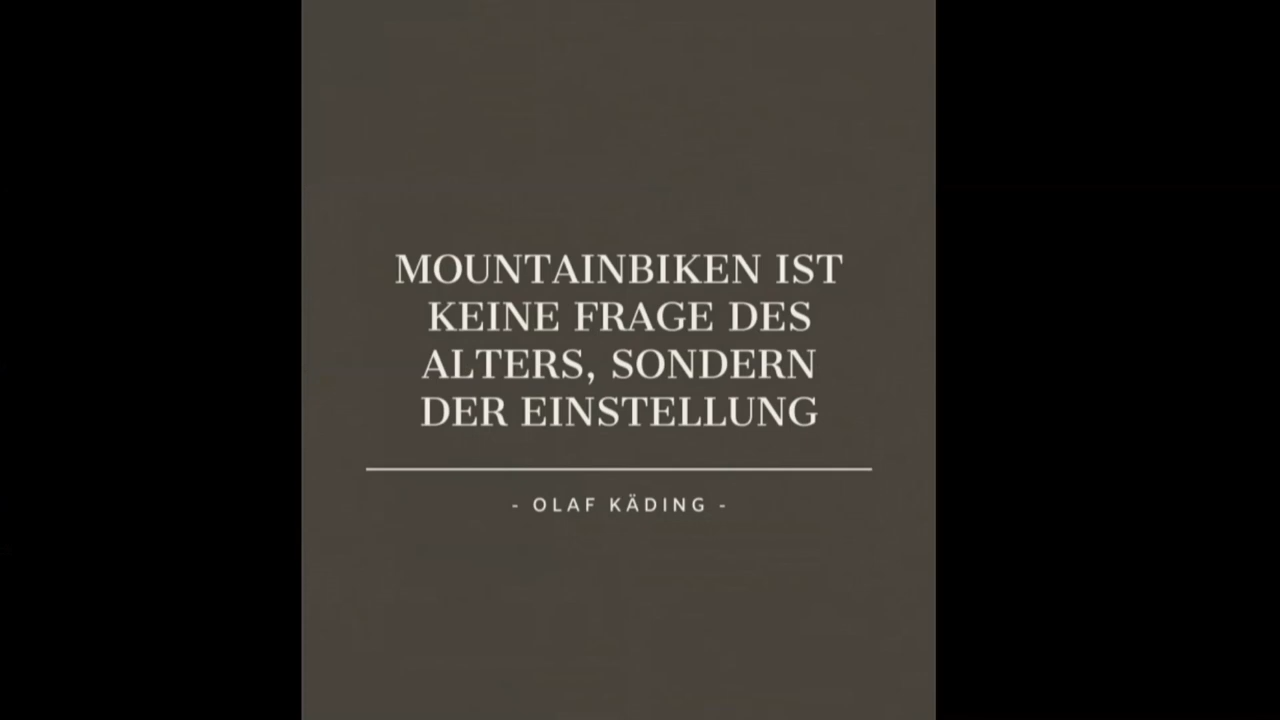 MOUNTAINBIKEN IST
KEINE FRAGE DES
ALTERS, SONDERN
DER EINSTELLUNG
- OLAF KÄDING -